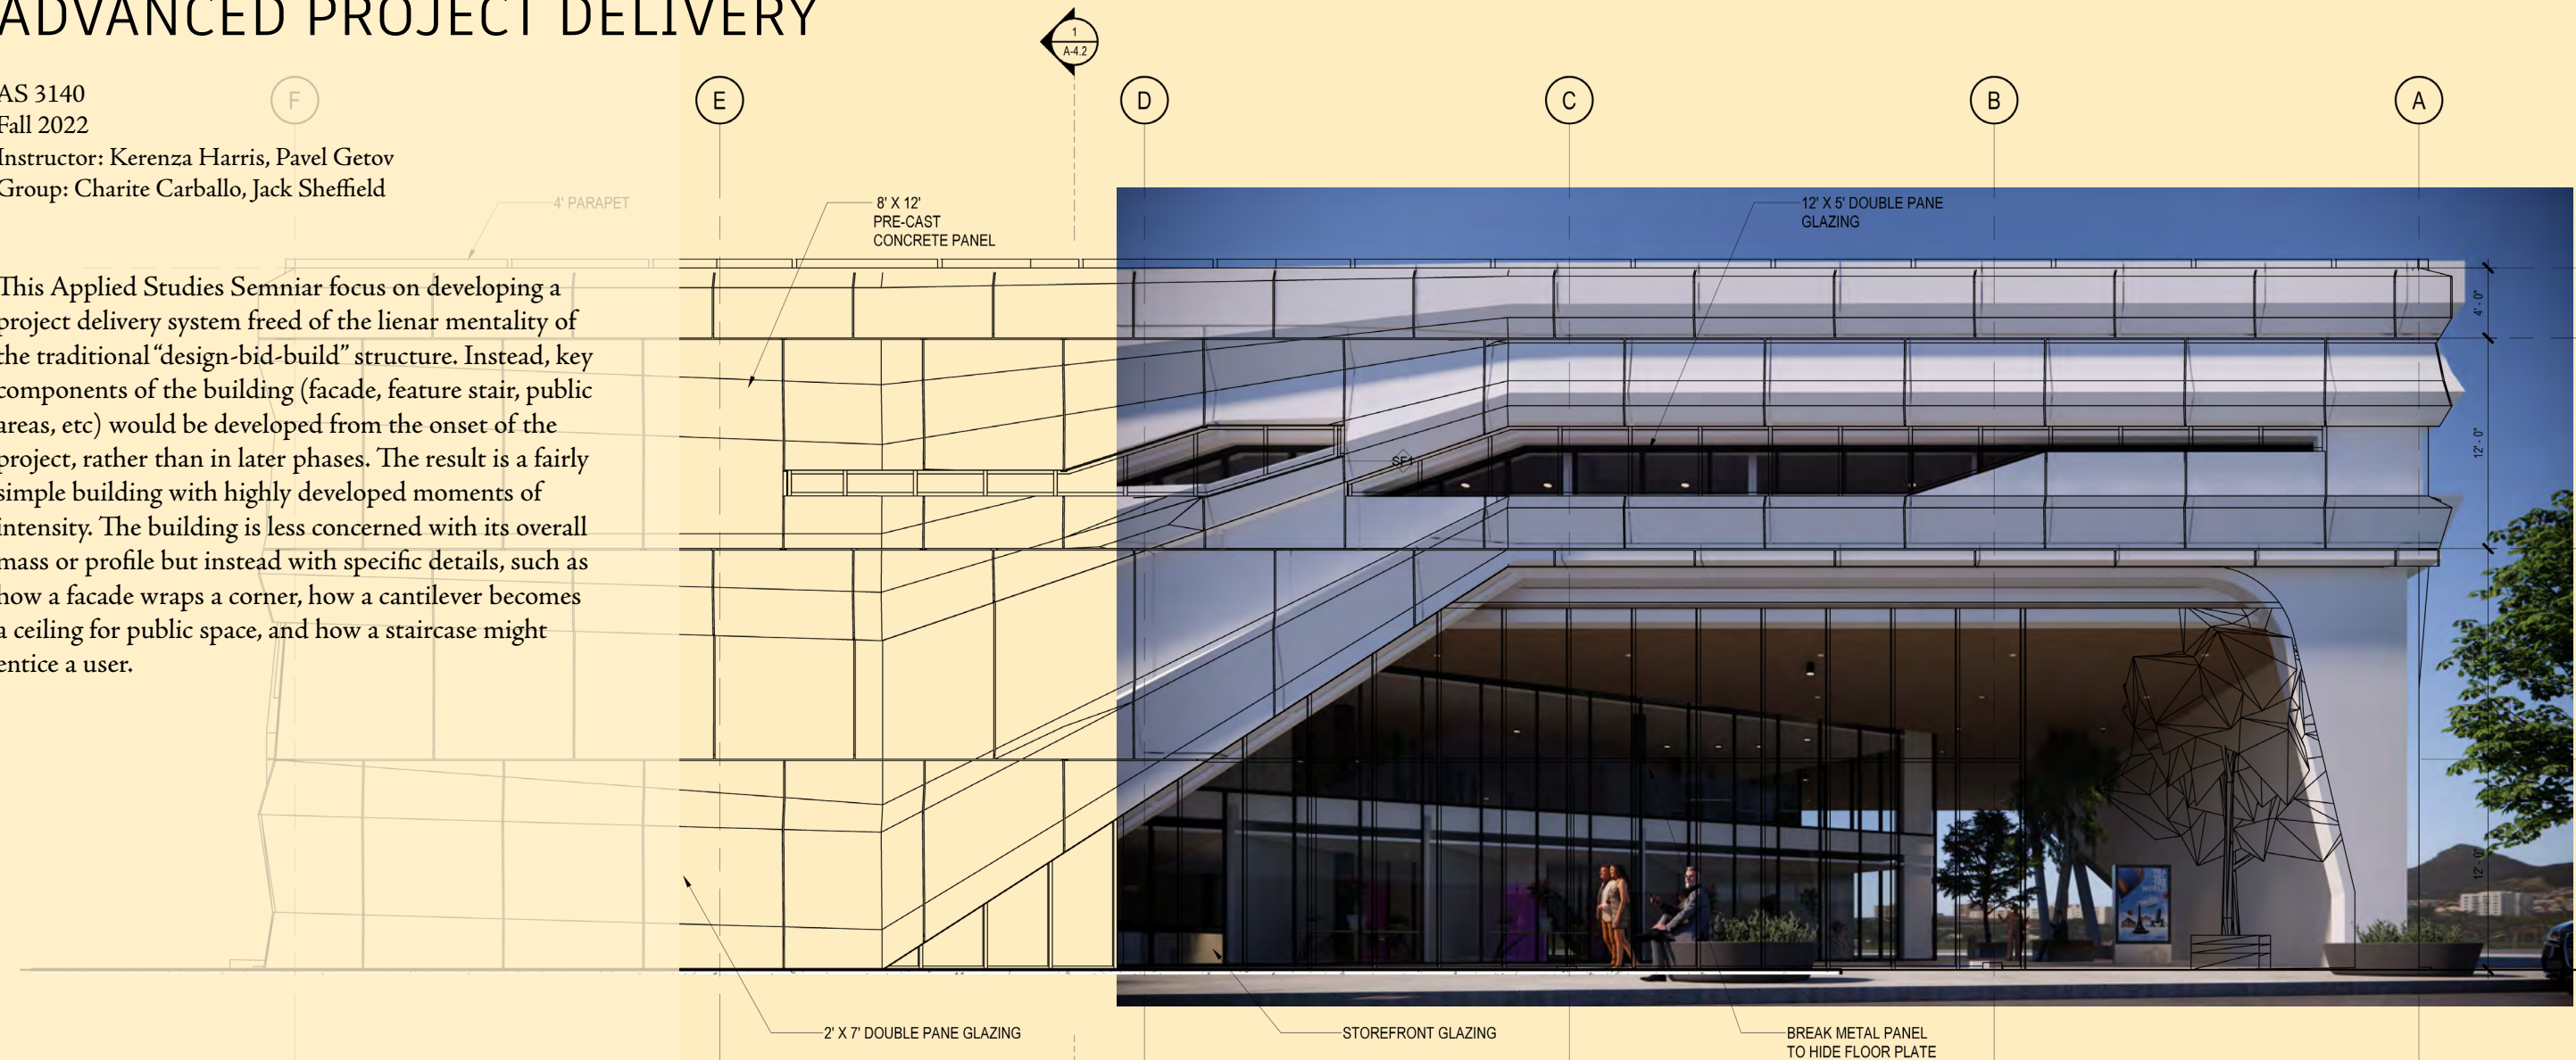 ADVANCED PROJECT DELIVERY
1
A-4.2
F
E
D
C
B
A
AS 3140
Fall 2022
Instructor: Kerenza Harris, Pavel Getov
Group: Charite Carballo, Jack Sheffield
4' PARAPET
8' X 12'
PRE-CAST
CONCRETE PANEL
12' X 5' DOUBLE PANE
GLAZING
This Applied Studies Semniar focus on developing a
project delivery system freed of the lienar mentality of
the traditional “design-bid-build” structure. Instead, key
components of the building (facade, feature stair, public
areas, etc) would be developed from the onset of the
project, rather than in later phases. The result is a fairly
simple building with highly developed moments of
intensity. The building is less concerned with its overall
mass or profile but instead with specific details, such as
how a facade wraps a corner, how a cantilever becomes
a ceiling for public space, and how a staircase might
entice a user.
4' - 0"
12' - 0"
SF1
12' - 0"
WORLD
2' X 7' DOUBLE PANE GLAZING
STOREFRONT GLAZING
BREAK METAL PANEL
TO HIDE FLOOR PLATE